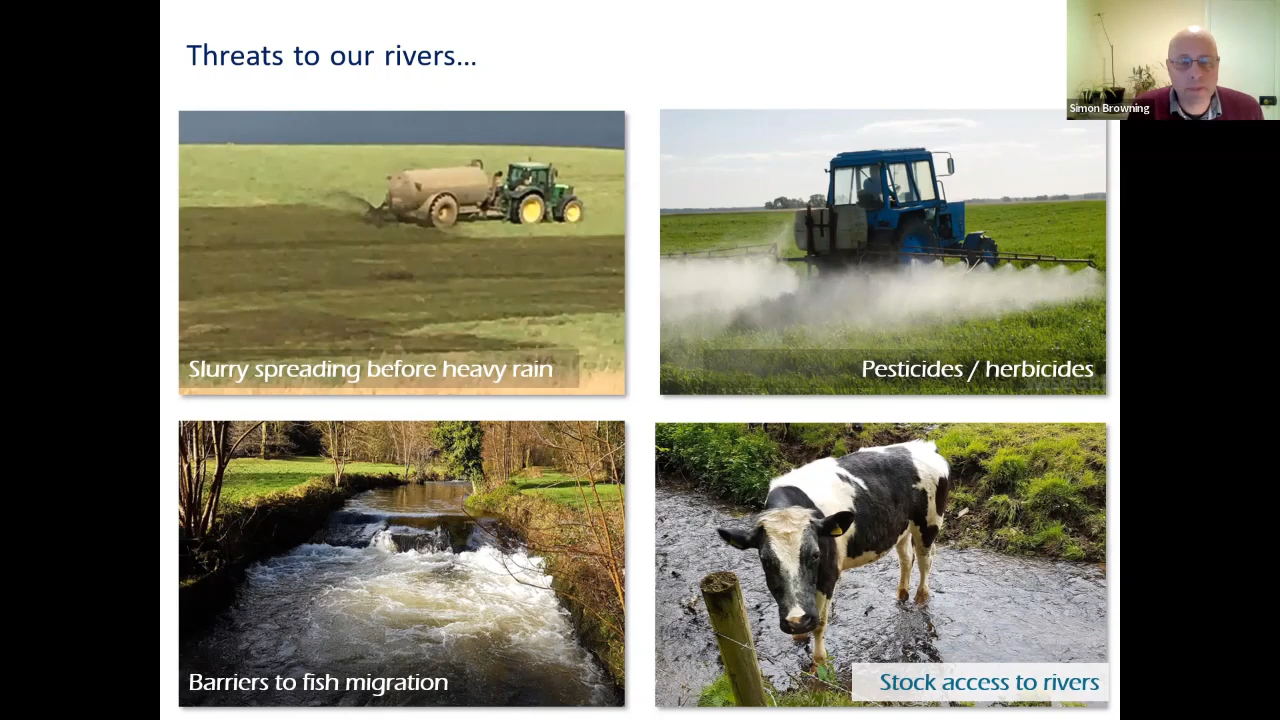 Threats to our rivers...
Simon Browning
Slurry spreading before heavy rain
Pesticides / herbicides
Barriers to fish migration
Stock access to rivers